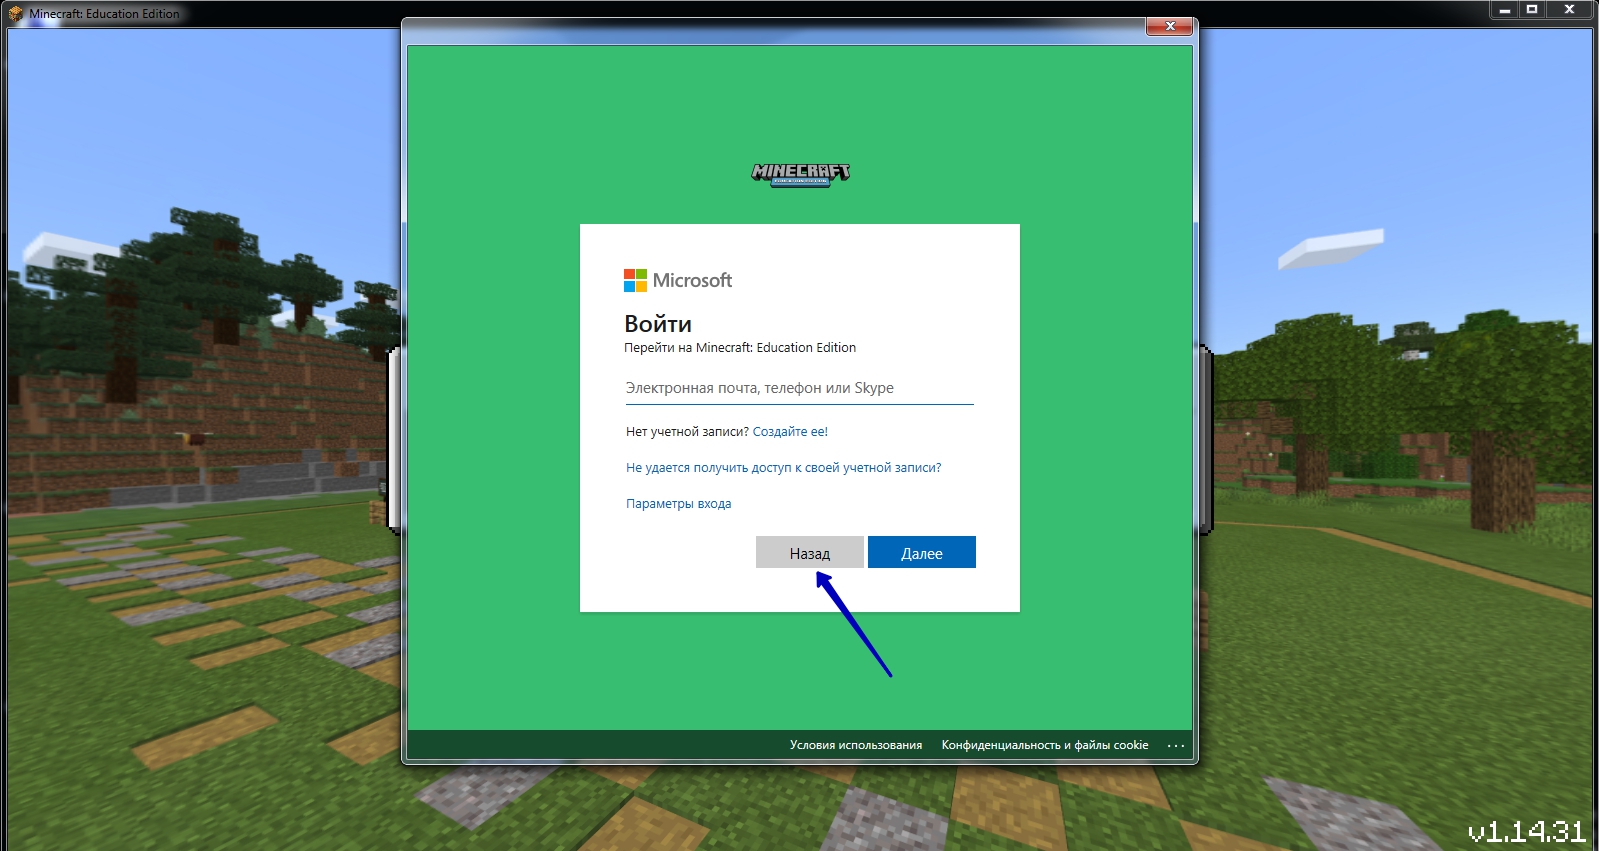 Minecraft: Education Edition
MINECRAFT
Microsoft
Войти
Перейти на Minecraft: Education Edition
Электронная почта, телефон или Skype
Нет учетной записи? Создайте ее!
Не удается получить доступ к своей учетной записи?
Параметры входа
Назад Далее
Условия использования Конфиденциальность и файлы cookie ...
v1.14.31